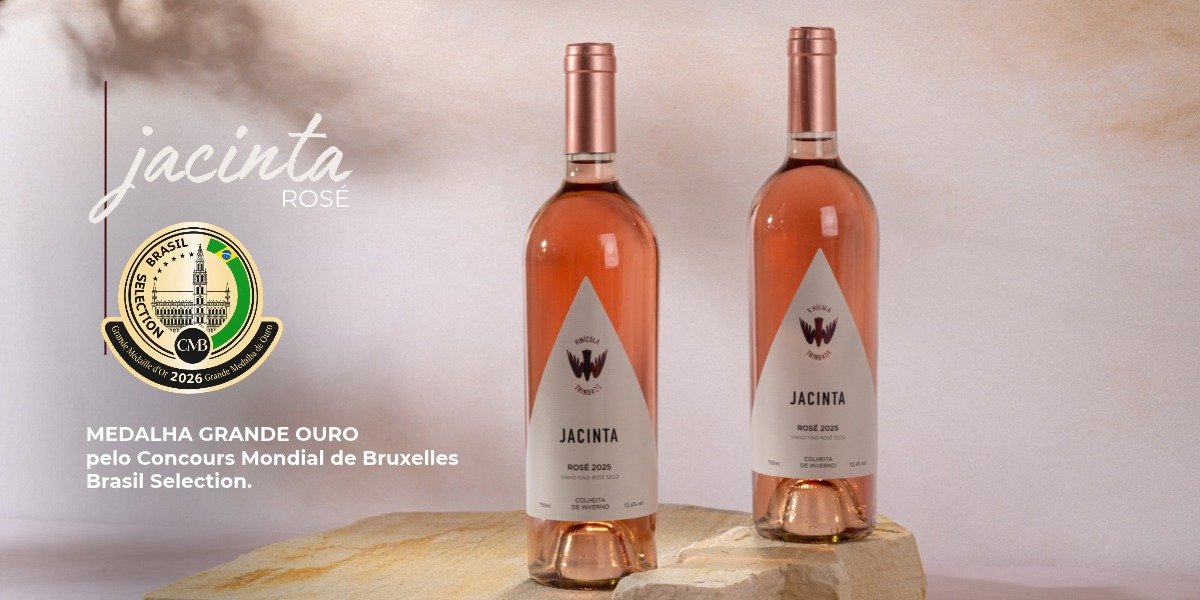 jacinta
ROSÉ
BRASIL
SELECTION
CMB
Grande Médaille d'Or 2026 Grande Medalha de Ouro
MEDALHA GRANDE OURO
pelo Concours Mondial de Bruxelles
Brasil Selection.
VINÍCOLA
TRINDADE
JACINTA
ROSÉ 2025
VINHO FINO ROSÉ SECO
750ml
COLHEITA
DE INVERNO
12,4% vol.
VINÍCOLA
TRINDADE
JACINTA
ROSÉ 2025
VINHO FINO ROSÉ SECO
750ml
COLHEITA
DE INVERNO
12,4% vol.